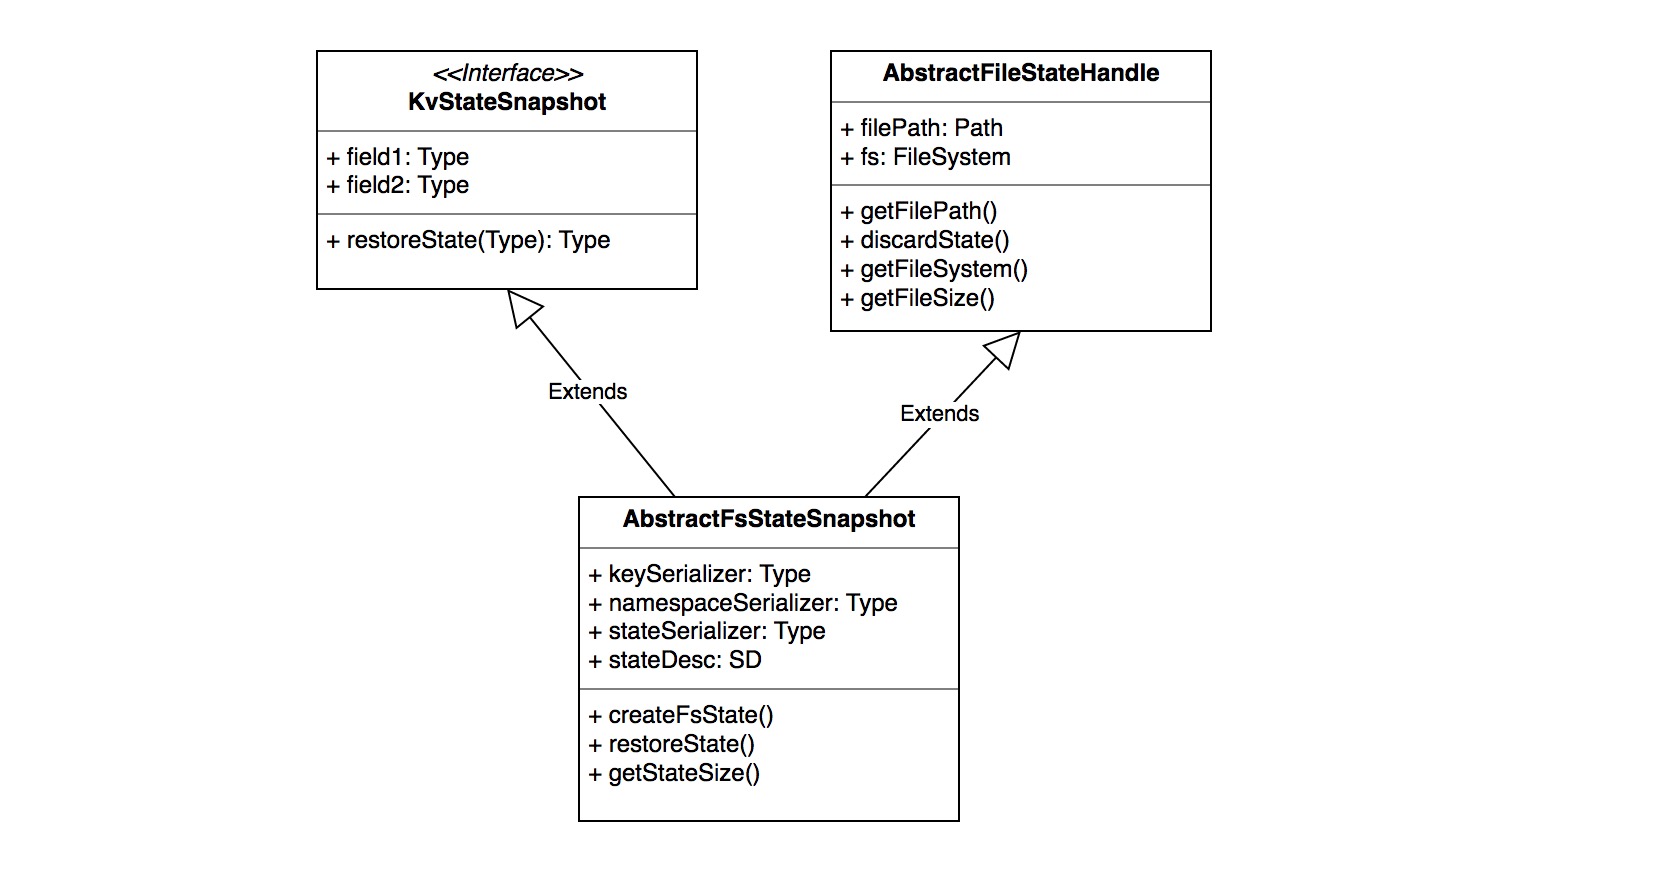 <<Interface>>
KvStateSnapshot
+ field1: Type
+ field2: Type
+ restoreState(Type): Type
AbstractFileStateHandle
+ filePath: Path
+ fs: FileSystem
+ getFilePath()
+ discardState()
+ getFileSystem()
+ getFileSize()
Extends
Extends
AbstractFsStateSnapshot
+ keySerializer: Type
+ namespaceSerializer: Type
+ stateSerializer: Type
+ stateDesc: SD
+ createFsState()
+ restoreState()
+ getStateSize()